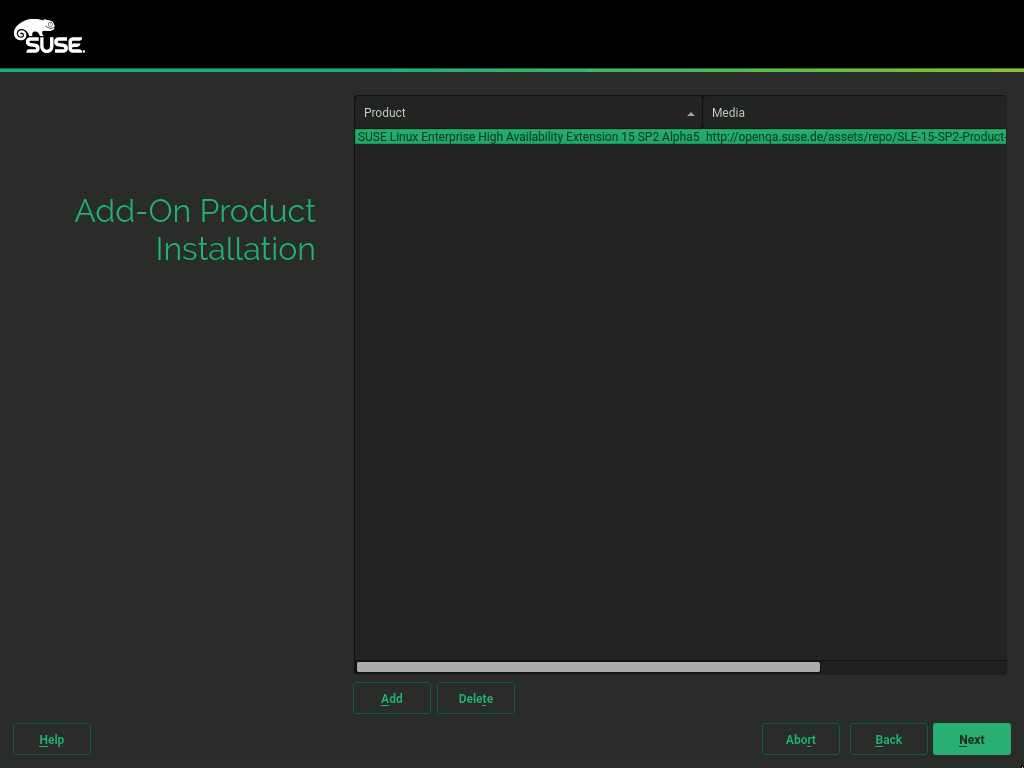 SUSE.
Add-On Product
Installation
Product
Media
SUSE Linux Enterprise High Availability Extension 15 SP2 Alpha5
http://openqa.suse.de/assets/repo/SLE-15-SP2-Product-
Add
Delete
Help
Abort
Back
Next